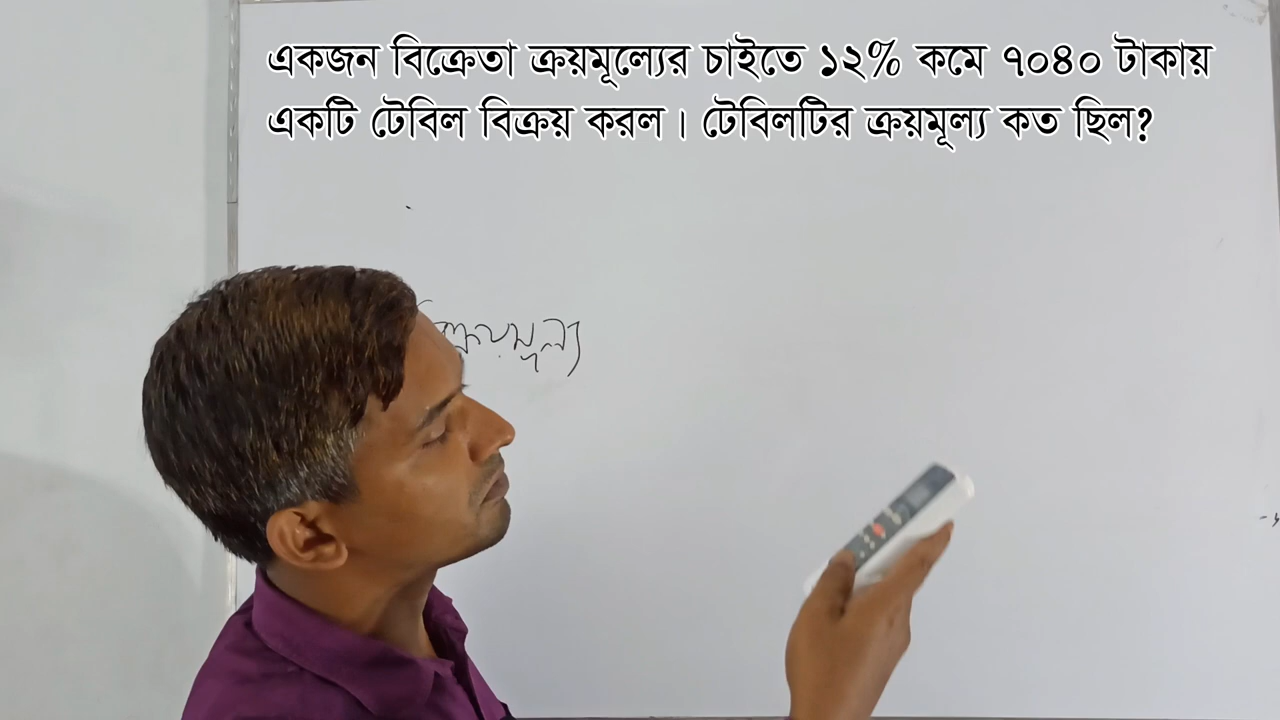 একজন বিক্রেতা ক্রয়মূল্যের চাইতে ১২% কমে ৭০৪০ টাকায়
একটি টেবিল বিক্রয় করল। টেবিলটির ক্রয়মূল্য কত ছিল?
বিক্রয়মূল্য